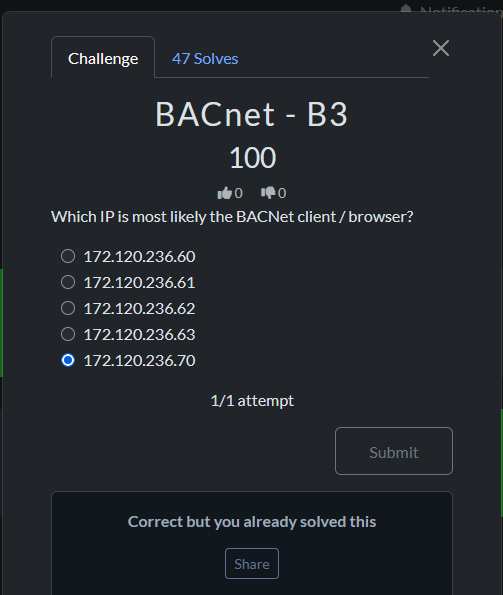 Notification
Challenge
47 Solves
BACnet - B3
100
0 0
Which IP is most likely the BACNet client / browser?
172.120.236.60
172.120.236.61
172.120.236.62
172.120.236.63
172.120.236.70
1/1 attempt
Submit
Correct but you already solved this
Share